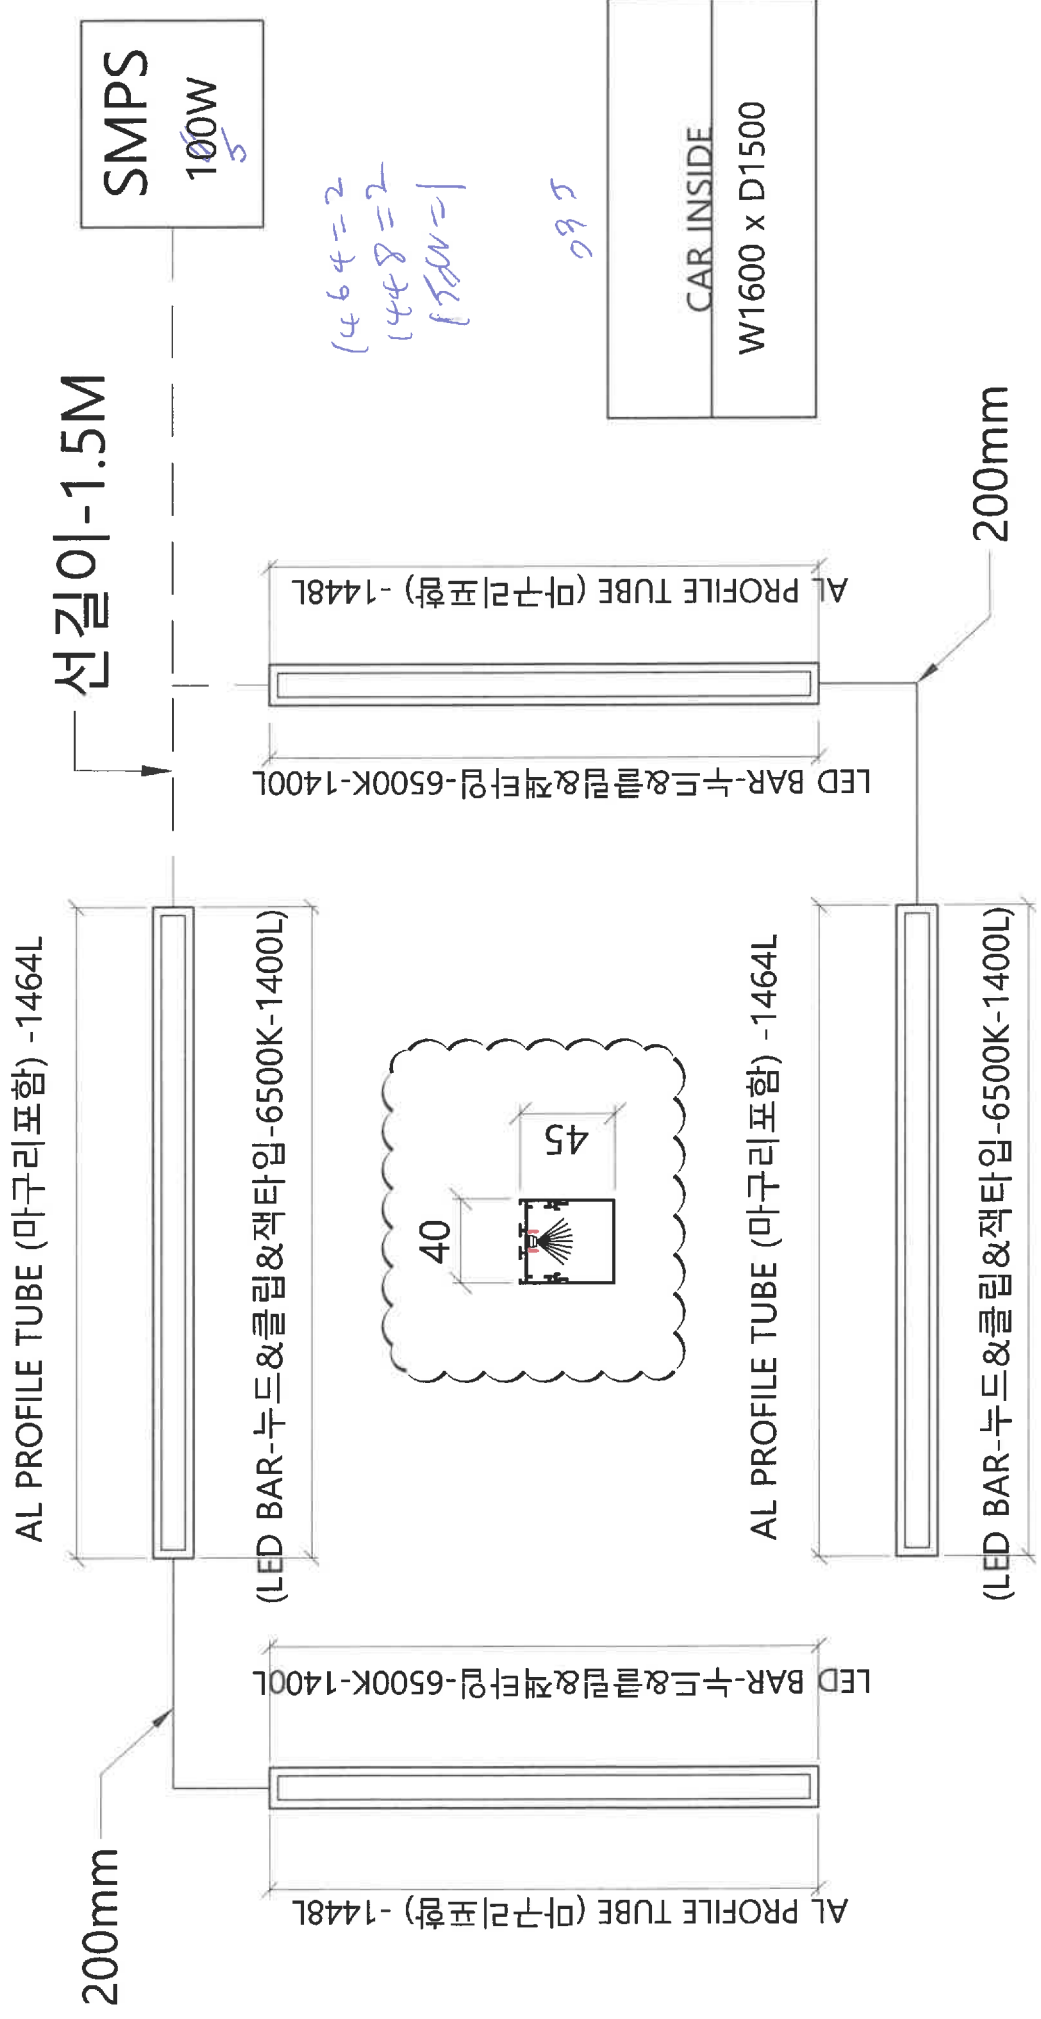 AL PROFILE TUBE (마구리포함) -1464L
선길이-1.5M
SMPS
100W
5
200mm
(LED BAR-누드&클립&잭타입-6500K-1400L)
AL PROFILE TUBE (마구리포함) -1448L
LED BAR-누드&클립&잭타입-6500K-1400L
40
45
LED BAR-누드&클립&잭타입-6500K-1400L
AL PROFILE TUBE (마구리포함) -1448L
1464=2
1448=2
CAR INSIDE
W1600 x D1500
AL PROFILE TUBE (마구리포함) -1464L
(LED BAR-누드&클립&잭타입-6500K-1400L)
200mm